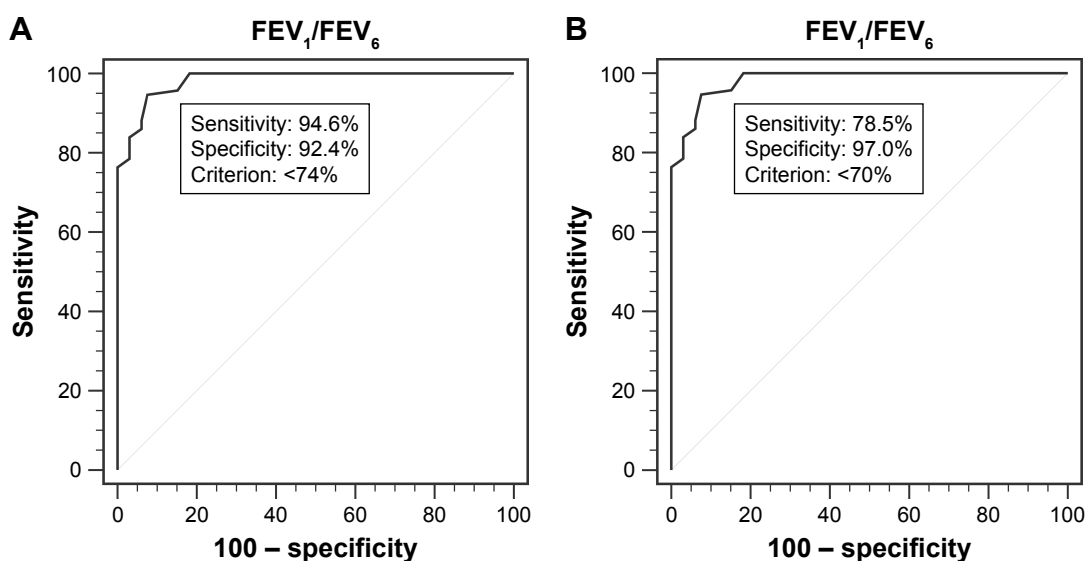 A
FEV1/FEV6
Sensitivity
100
80
60
40
20
0
Sensitivity: 94.6%
Specificity: 92.4%
Criterion: <74%
0 20 40 60 80 100
100 – specificity
B
FEV1/FEV6
Sensitivity
100
80
60
40
20
0
Sensitivity: 78.5%
Specificity: 97.0%
Criterion: <70%
0 20 40 60 80 100
100 – specificity